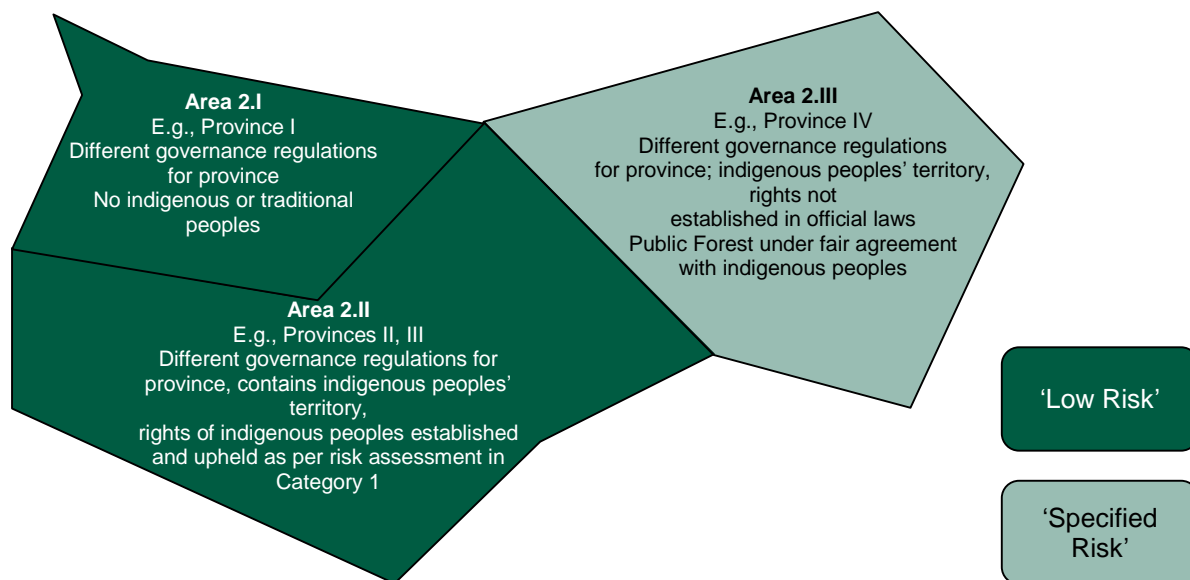 Area 2.I
E.g., Province I
Different governance regulations
for province
No indigenous or traditional
peoples
Area 2.III
E.g., Province IV
Different governance regulations
for province; indigenous peoples’ territory,
rights not
established in official laws
Public Forest under fair agreement
with indigenous peoples
Area 2.II
E.g., Provinces II, III
Different governance regulations for
province, contains indigenous peoples’
territory,
rights of indigenous peoples established
and upheld as per risk assessment in
Category 1
‘Low Risk’
‘Specified
Risk’